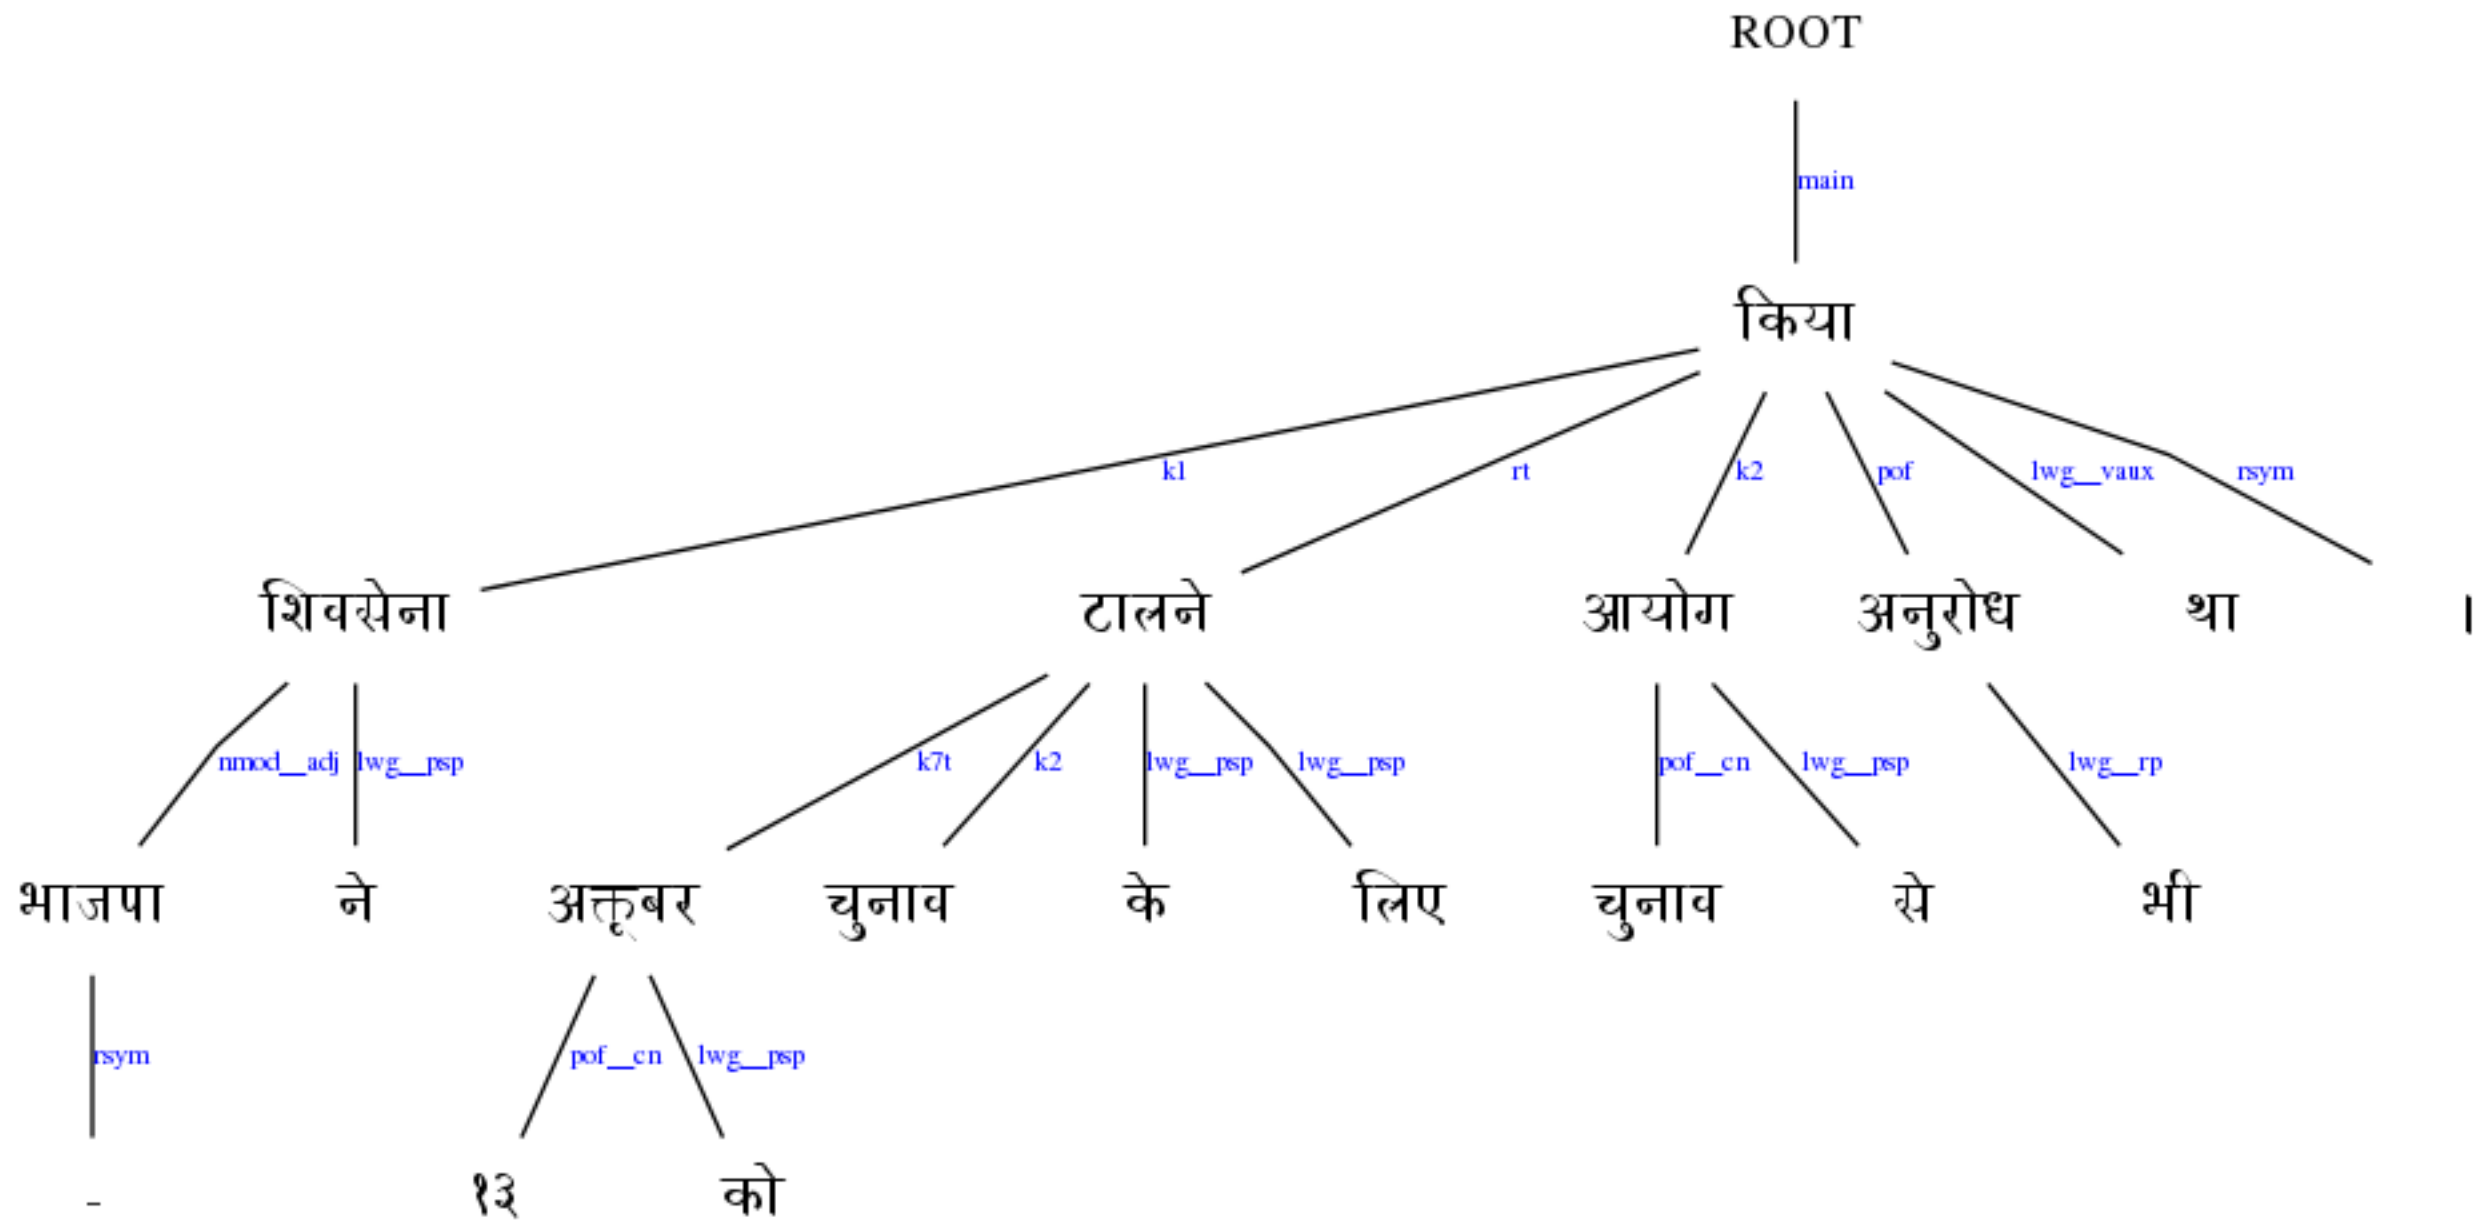 ROOT
main
किया
k1 rt k2 pof lwg__vaux rsym
शिवसेना टालने आयोग अनुरोध था ।
nmod__adj lwg__psp k7t k2 lwg__psp lwg__psp pof__cn lwg__psp lwg__rp
भाजपा ने अक्तूबर चुनाव के लिए चुनाव से भी
rsym pof__cn lwg__psp
- १३ को